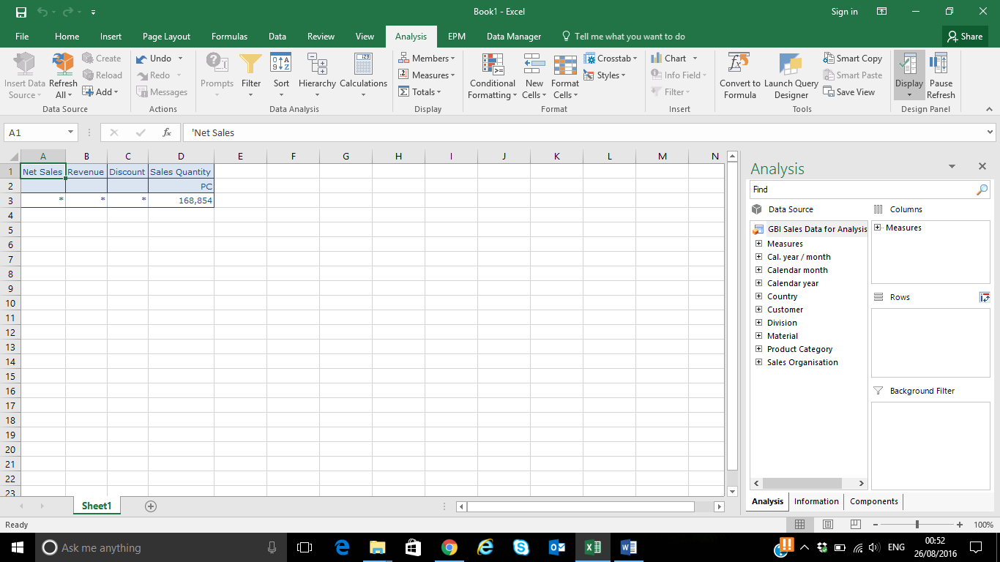 Book1 - Excel
Sign in
File Home Insert Page Layout Formulas Data Review View Analysis EPM Data Manager Tell me what you want to do Share
Insert Data Source
Refresh All
Create
Reload
Add
Data Source
Undo
Redo
Messages
Actions
Prompts
Filter
Sort
Hierarchy
Calculations
Data Analysis
Members
Measures
Totals
Display
Conditional Formatting
New Cells
Format Cells
Crosstab
Styles
Format
Chart
Info Field
Filter
Insert
Convert to Formula
Launch Query Designer
Smart Copy
Smart Paste
Save View
Tools
Display
Pause Refresh
Design Panel
A1 fx 'Net Sales
A B C D E F G H I J K L M N
1 Net Sales Revenue Discount Sales Quantity
2 PC
3 * * * 168,854
4
5
6
7
8
9
10
11
12
13
14
15
16
17
18
19
20
21
22
23
Analysis
Find
Data Source
GBI Sales Data for Analysis
Measures
Cal. year / month
Calendar month
Calendar year
Country
Customer
Division
Material
Product Category
Sales Organisation
Columns
Measures
Rows
Background Filter
Analysis Information Components
Sheet1
Ready
100%
Ask me anything
ENG
00:52
26/08/2016